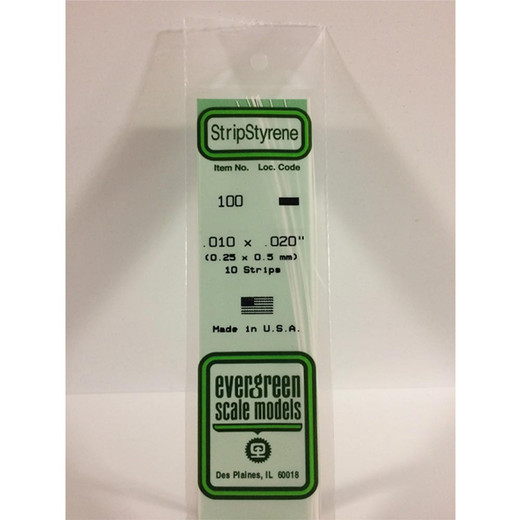 StripStyrene
Item No. Loc. Code
100
.010 x .020"
(0.25 x 0.5 mm)
10 Strips
Made in U.S.A.
evergreen
scale models
Des Plaines, IL 60018